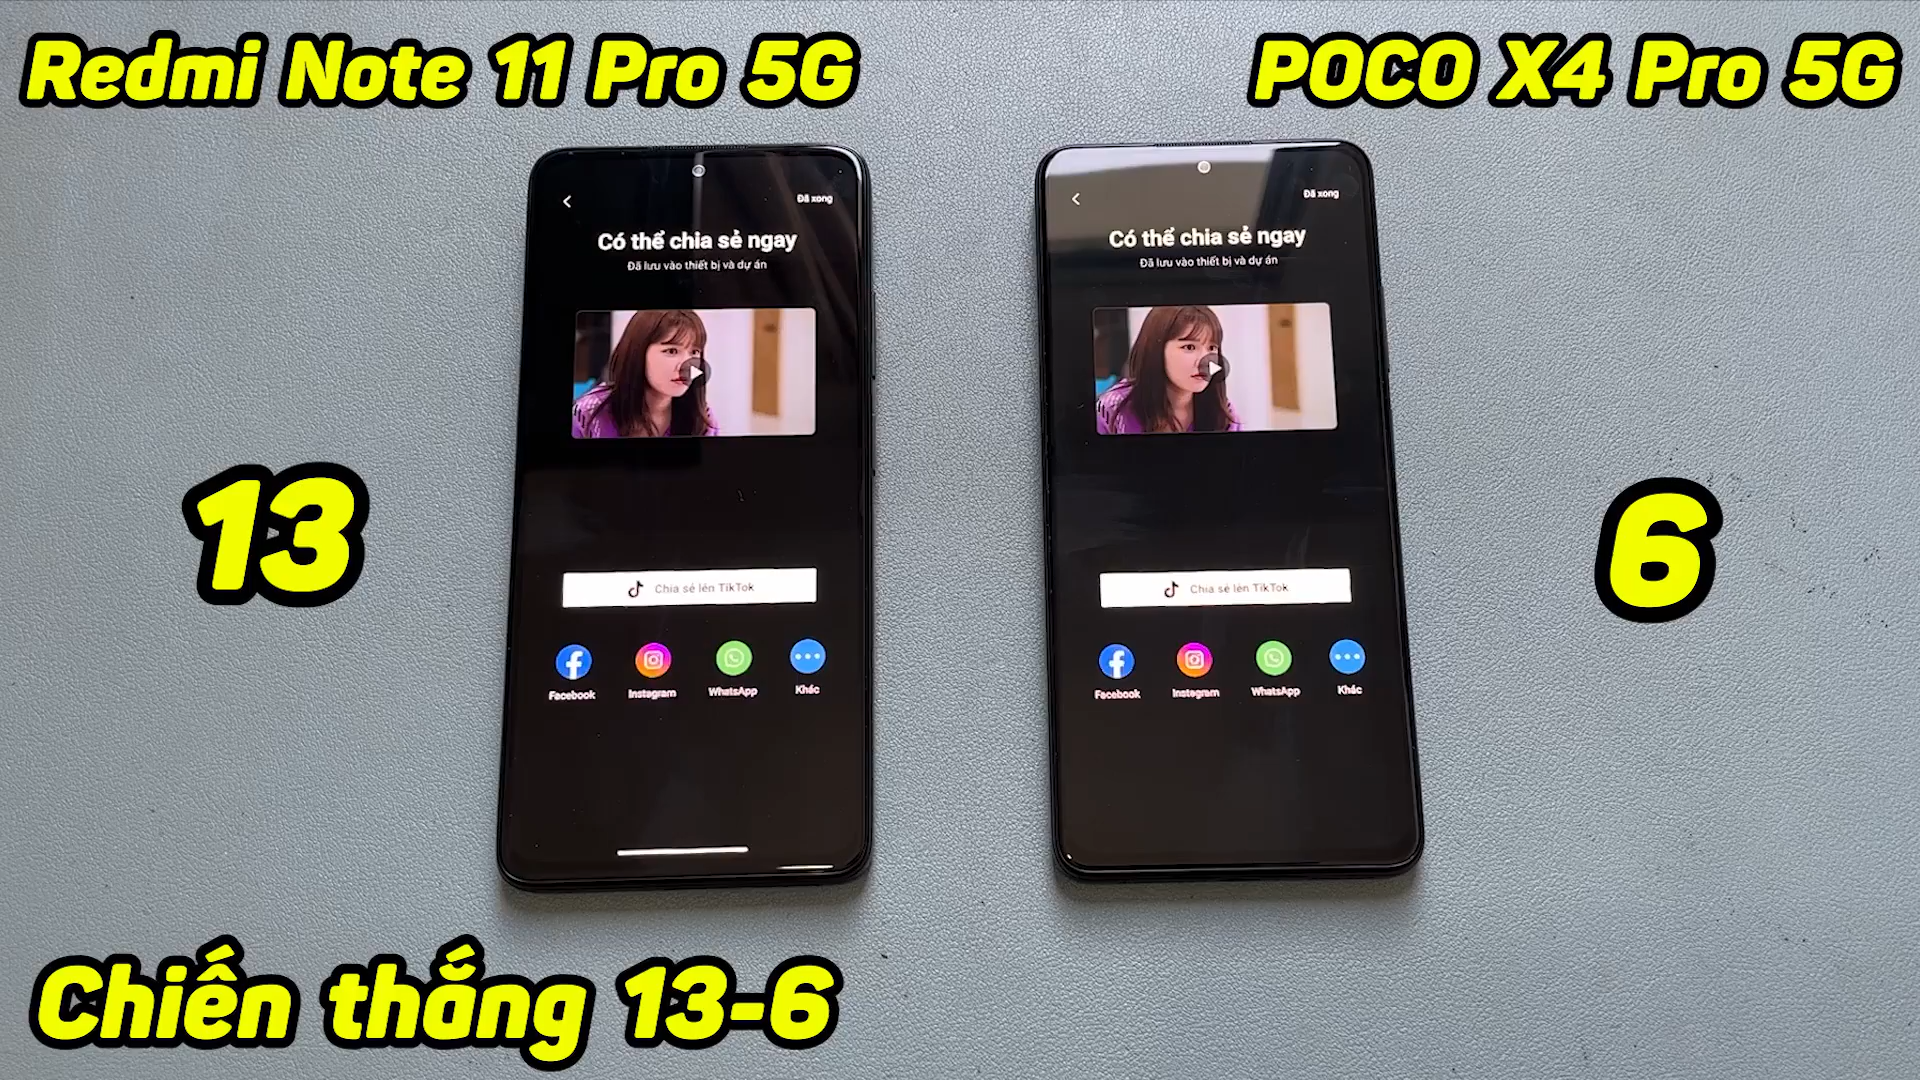 Redmi Note 11 Pro 5G
POCO X4 Pro 5G
Đã xong
Có thể chia sẻ ngay
Đã lưu vào thiết bị và dự án
Chia sẻ lên TikTok
Facebook
Instagram
WhatsApp
Khác
Đã xong
Có thể chia sẻ ngay
Đã lưu vào thiết bị và dự án
Chia sẻ lên TikTok
Facebook
Instagram
WhatsApp
Khác
13
6
Chiến thắng 13-6